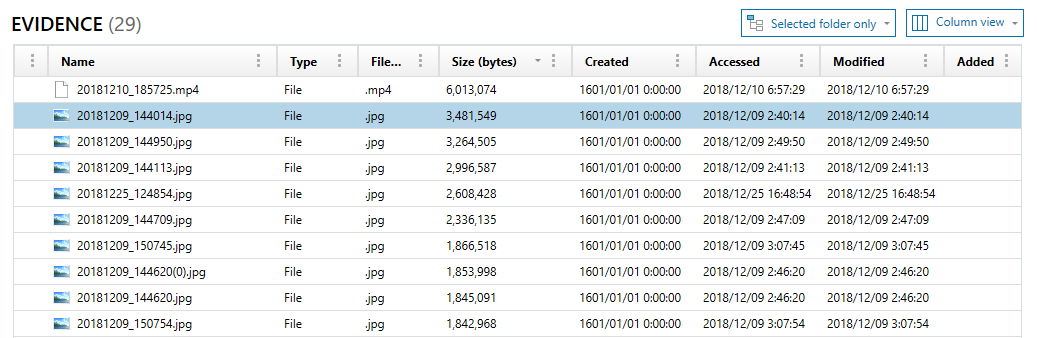 EVIDENCE (29) Selected folder only Column view
Name Type File... Size (bytes) Created Accessed Modified Added
20181210_185725.mp4 File .mp4 6,013,074 1601/01/01 0:00:00 2018/12/10 6:57:29 2018/12/10 6:57:29
20181209_144014.jpg File .jpg 3,481,549 1601/01/01 0:00:00 2018/12/09 2:40:14 2018/12/09 2:40:14
20181209_144950.jpg File .jpg 3,264,505 1601/01/01 0:00:00 2018/12/09 2:49:50 2018/12/09 2:49:50
20181209_144113.jpg File .jpg 2,996,587 1601/01/01 0:00:00 2018/12/09 2:41:13 2018/12/09 2:41:13
20181225_124854.jpg File .jpg 2,608,428 1601/01/01 0:00:00 2018/12/25 16:48:54 2018/12/25 16:48:54
20181209_144709.jpg File .jpg 2,336,135 1601/01/01 0:00:00 2018/12/09 2:47:09 2018/12/09 2:47:09
20181209_150745.jpg File .jpg 1,866,518 1601/01/01 0:00:00 2018/12/09 3:07:45 2018/12/09 3:07:45
20181209_144620(0).jpg File .jpg 1,853,998 1601/01/01 0:00:00 2018/12/09 2:46:20 2018/12/09 2:46:20
20181209_144620.jpg File .jpg 1,845,091 1601/01/01 0:00:00 2018/12/09 2:46:20 2018/12/09 2:46:20
20181209_150754.jpg File .jpg 1,842,968 1601/01/01 0:00:00 2018/12/09 3:07:54 2018/12/09 3:07:54